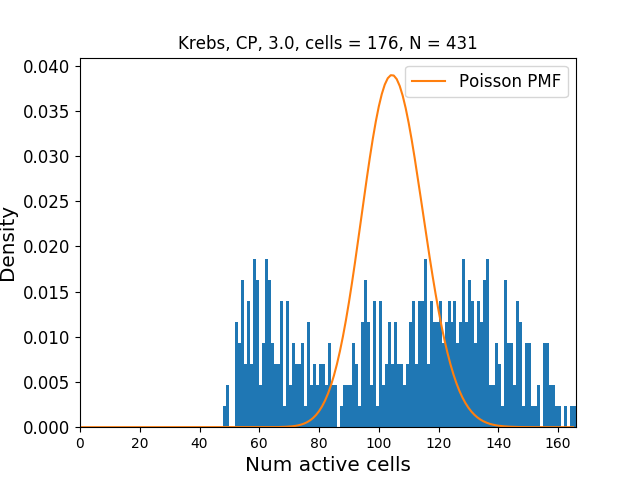 Krebs, CP, 3.0, cells = 176, N = 431
Poisson PMF
Density
0.040
0.035
0.030
0.025
0.020
0.015
0.010
0.005
0.000
0 20 40 60 80 100 120 140 160
Num active cells